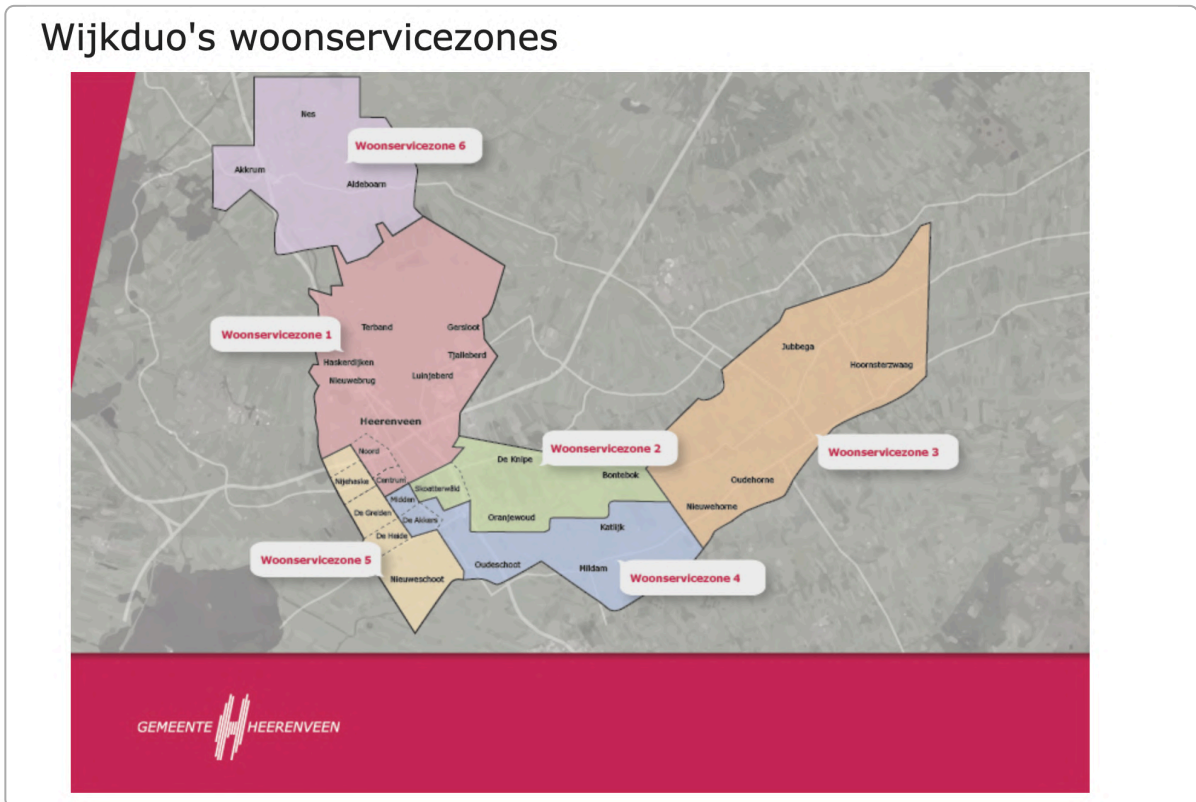 Wijkduo's woonservicezones
Nes
Woonservicezone 6
Akkrum
Aldeboarn
Terband
Gersloot
Woonservicezone 1
Jubbega
Tjalleberd
Haskerdijken
Hoornsterzwaag
Luinjeberd
Nieuwebrug
Heerenveen
Noord
Woonservicezone 2
Woonservicezone 3
De Knipe
Bontebok
Nijehaske
Centrum
Oudehorne
Skoatterwâld
Midden
Nieuwehorne
De Greiden
De Akkers
Oranjewoud
Katlijk
De Heide
Woonservicezone 5
Oudeschoot
Mildam
Woonservicezone 4
Nieuweschoot
GEMEENTE HEERENVEEN